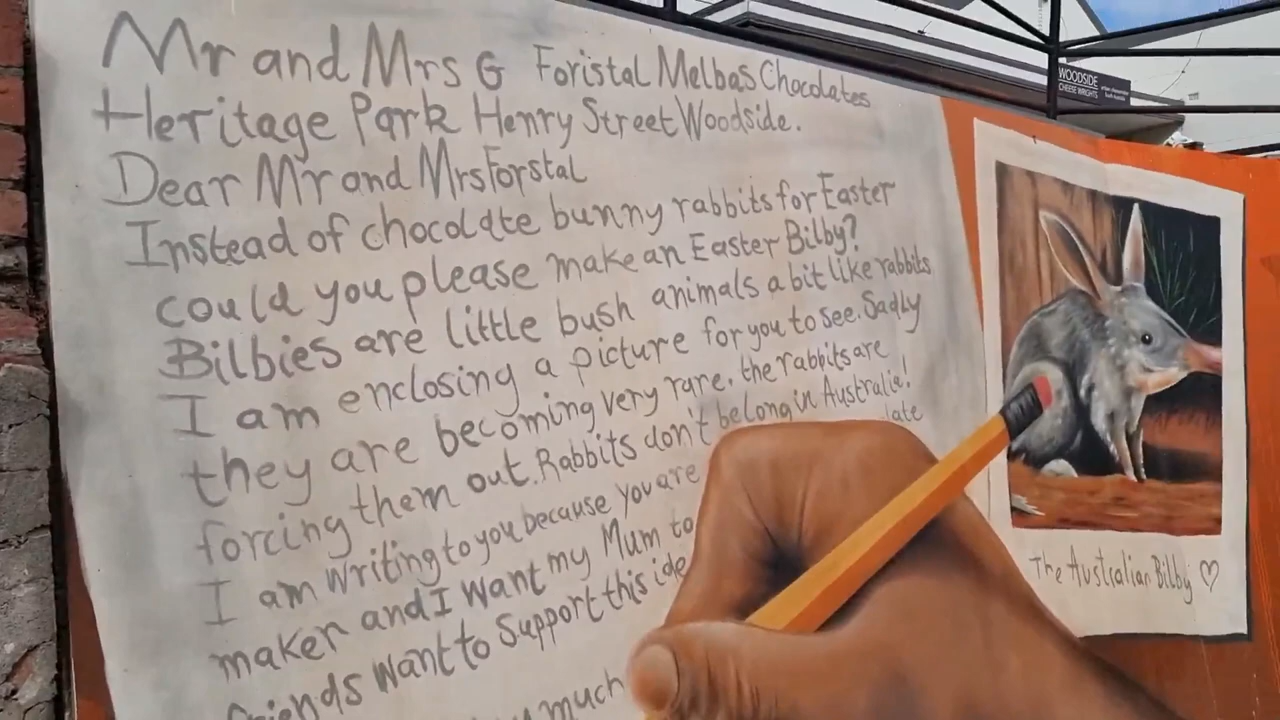 Mr and Mrs G Foristal Melbas Chocolates
Heritage Park Henry Street Woodside.
Dear Mr and Mrs Forstal
Instead of chocolate bunny rabbits for Easter
could you please make an Easter Bilby?
Bilbies are little bush animals a bit like rabbits
I am enclosing a picture for you to see. Sadly
they are becoming very rare. the rabbits are
forcing them out. Rabbits don't belong in Australia!
I am writing to you because you are
maker and I want my Mum to
friends want to support this
much
The Australian Bilby
WOODSIDE
CHEESE WRIGHTS